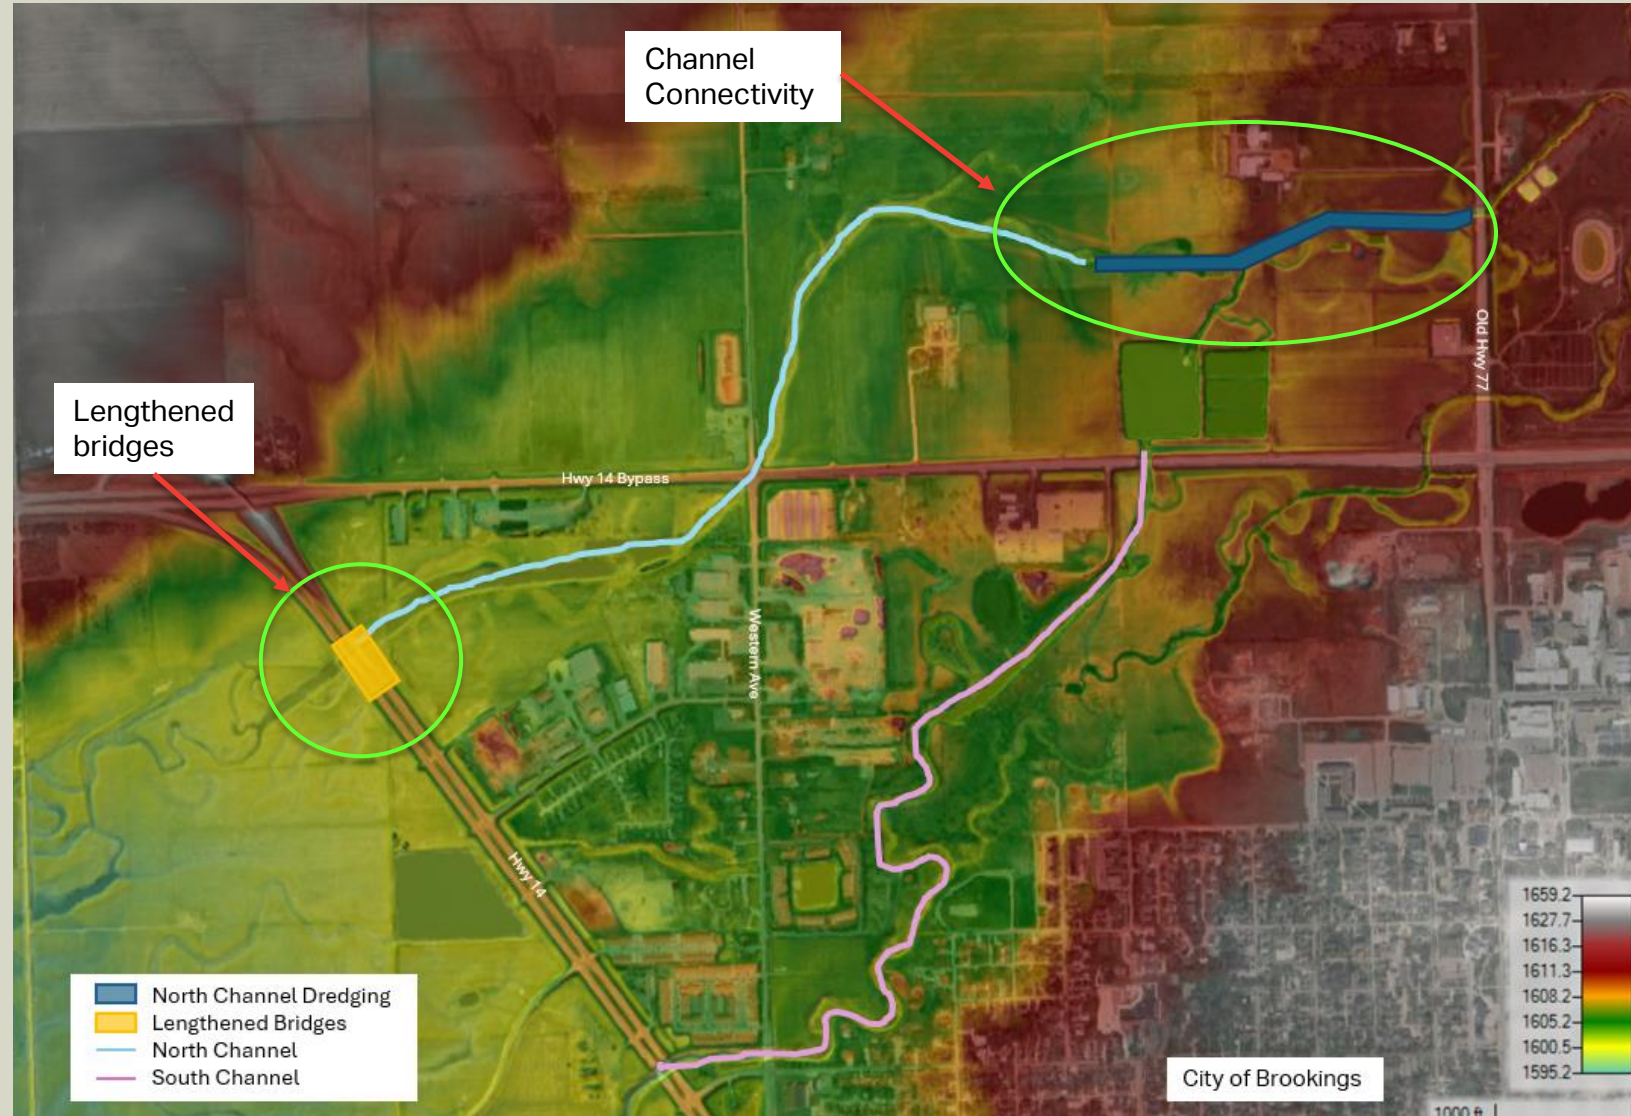 Channel
Connectivity
Old Hwy 77
Lengthened
bridges
Hwy 14 Bypass
Western Ave
Hwy 14
1659.2
1627.7
1616.3
1611.3
1608.2
1605.2
1600.5
1595.2
North Channel Dredging
Lengthened Bridges
North Channel
South Channel
City of Brookings
1000 ft